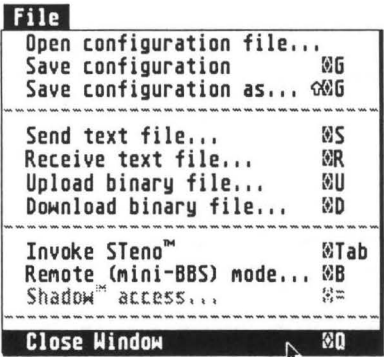 File
Open configuration file...
Save configuration ◊G
Save configuration as... ⇧◊G
Send text file... ◊S
Receive text file... ◊R
Upload binary file... ◊U
Download binary file... ◊D
Invoke STeno™ ◊Tab
Remote (mini-BBS) mode... ◊B
Shadow™ access... ◊=
Close Window ◊Q